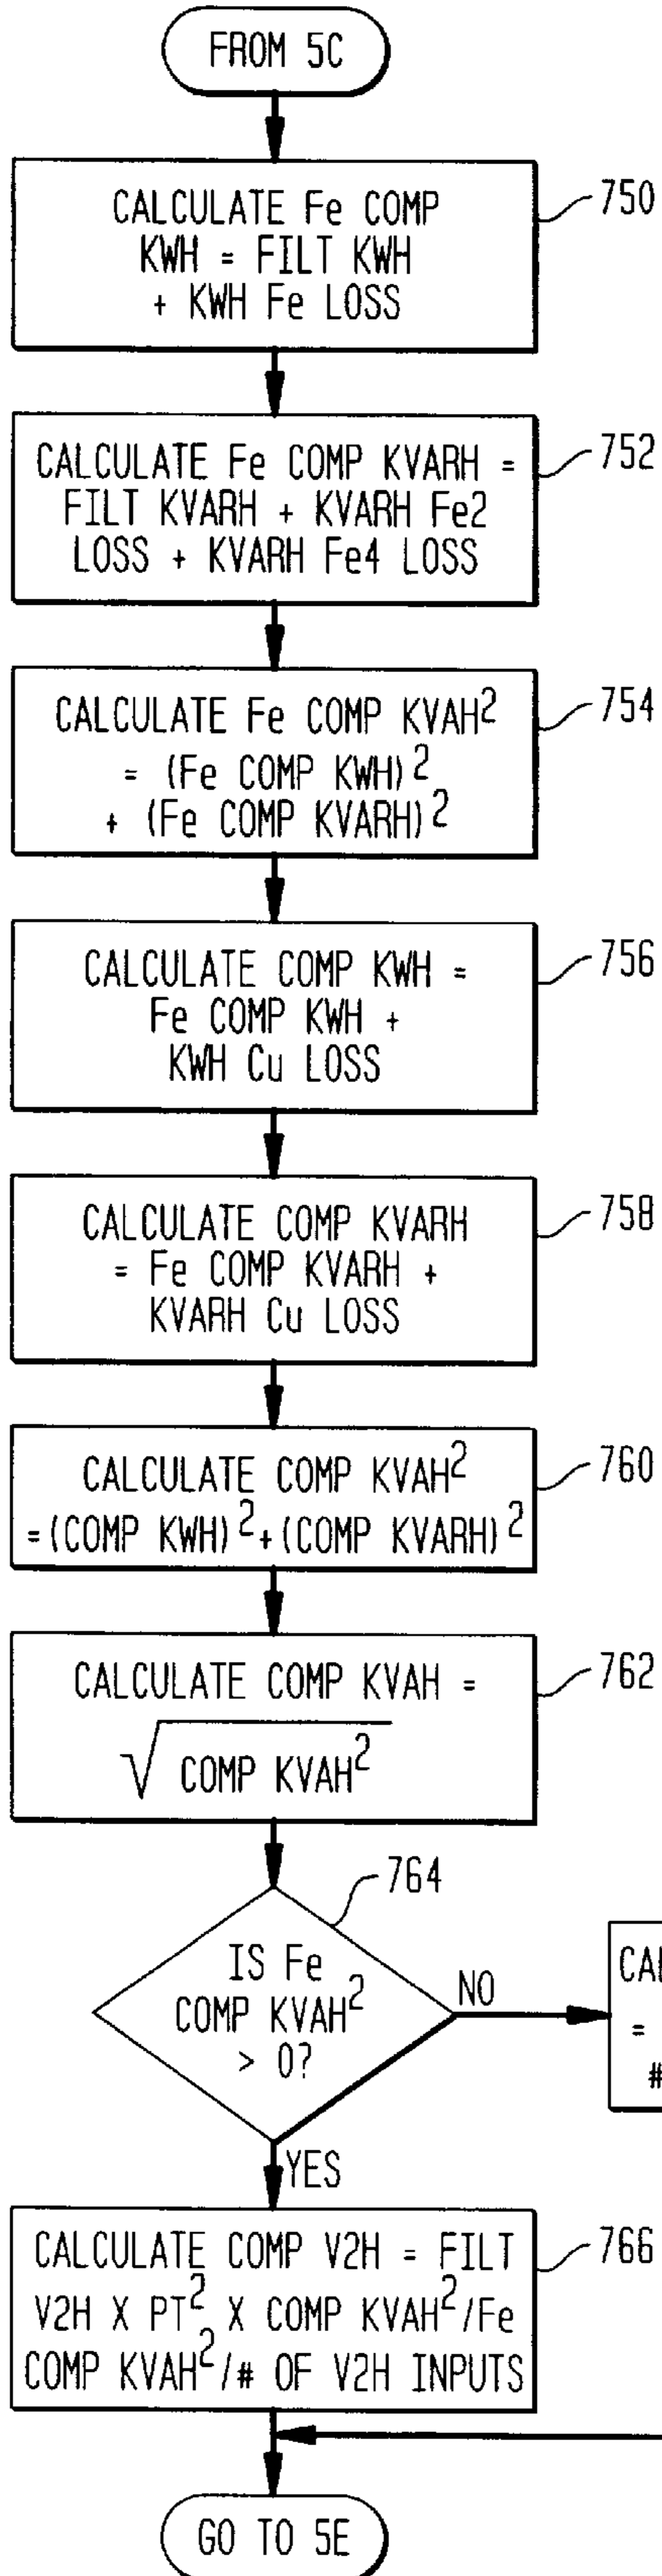 FROM 5C
750
CALCULATE Fe COMP
KWH = FILT KWH
+ KWH Fe LOSS
752
CALCULATE Fe COMP KVARH =
FILT KVARH + KVARH Fe2
LOSS + KVARH Fe4 LOSS
754
CALCULATE Fe COMP KVAH²
= (Fe COMP KWH)²
+ (Fe COMP KVARH)²
756
CALCULATE COMP KWH =
Fe COMP KWH +
KWH Cu LOSS
758
CALCULATE COMP KVARH
= Fe COMP KVARH +
KVARH Cu LOSS
760
CALCULATE COMP KVAH²
=(COMP KWH)²+(COMP KVARH)²
762
CALCULATE COMP KVAH =
√COMP KVAH²
764
IS Fe
COMP KVAH²
> 0?
NO
=
#
YES
766
CALCULATE COMP V2H = FILT
V2H X PT² X COMP KVAH²/Fe
COMP KVAH²/# OF V2H INPUTS
GO TO 5E